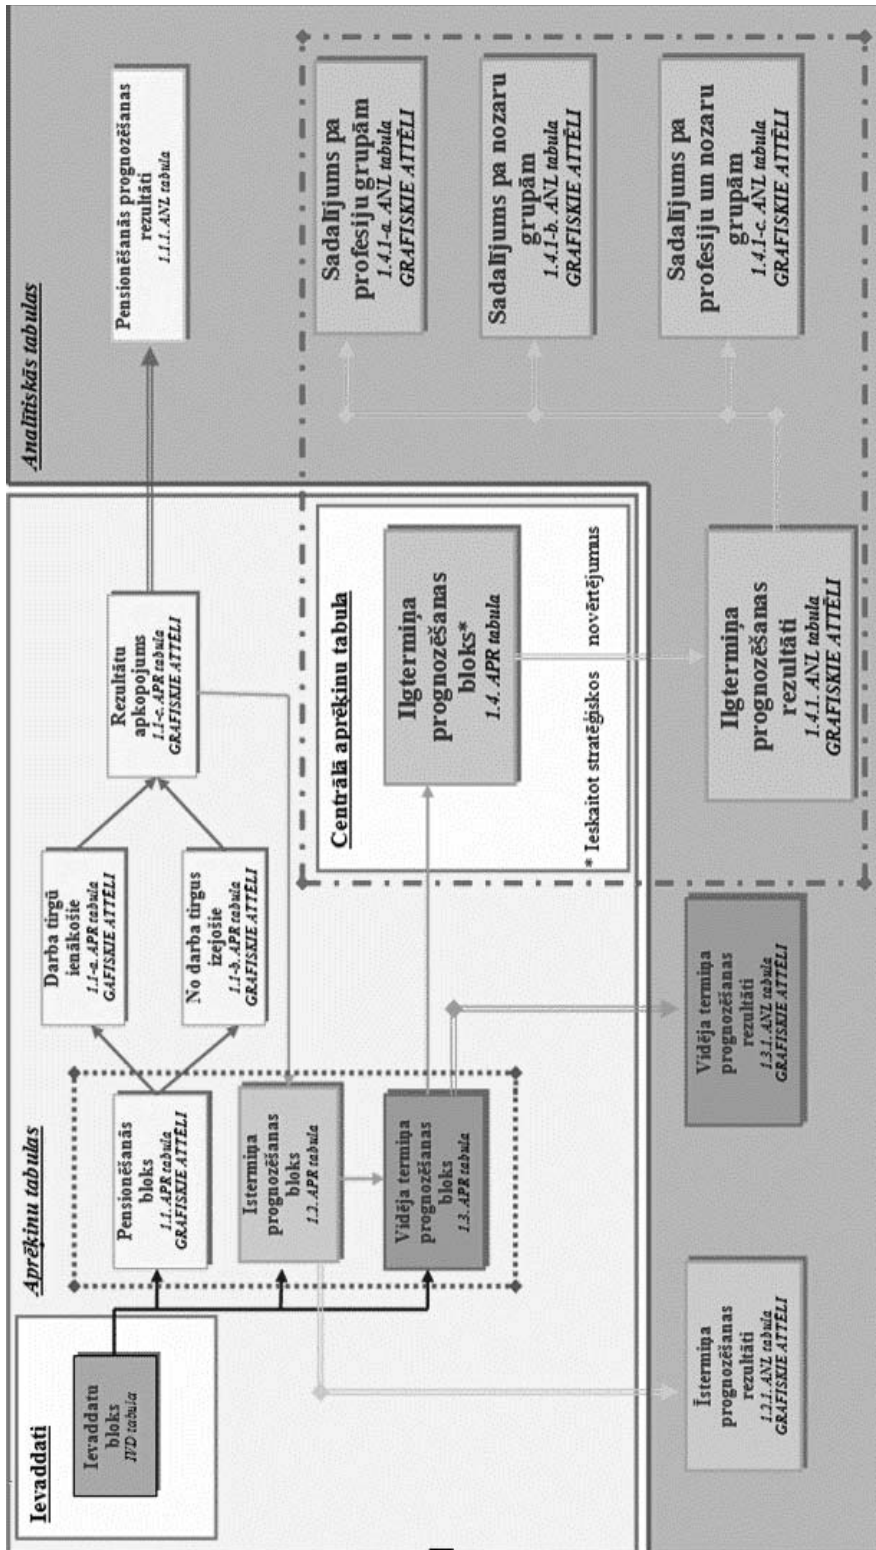 Ievaddati
Ievaddatu
bloks
IVD tabula
Aprēķinu tabulas
Pensionēšanās
bloks
1.1. APR tabula
GRAFISKIE ATTĒLI
Īstermiņa
prognozēšanas
bloks
1.2. APR tabula
Vidēja termiņa
prognozēšanas
bloks
1.3. APR tabula
Darba tirgū
ienākošie
1.1-a. APR tabula
GAFISKIE ATTĒLI
No darba tirgus
izejošie
1.1-b. APR tabula
GRAFISKIE ATTĒLI
Rezultātu
apkopojums
1.1-c. APR tabula
GRAFISKIE ATTĒLI
Centrālā aprēķinu tabula
Ilgtermiņa
prognozēšanas
bloks*
1.4. APR tabula
* Ieskaitot stratēģiskos novērtējumus
Analītiskās tabulas
Pensionēšanās prognozēšanas
rezultāti
1.1.1. ANL tabula
Sadalījums pa
profesiju grupām
1.4.1-a. ANL tabula
GRAFISKIE ATTĒLI
Sadalījums pa nozaru
grupām
1.4.1-b. ANL tabula
GRAFISKIE ATTĒLI
Sadalījums pa
profesiju un nozaru
grupām
1.4.1-c. ANL tabula
GRAFISKIE ATTĒLI
Īstermiņa
prognozēšanas
rezultāti
1.2.1. ANL tabula
GRAFISKIE ATTĒLI
Vidēja termiņa
prognozēšanas
rezultāti
1.3.1. ANL tabula
GRAFISKIE ATTĒLI
Ilgtermiņa
prognozēšanas
rezultāti
1.4.1. ANL tabula
GRAFISKIE ATTĒLI